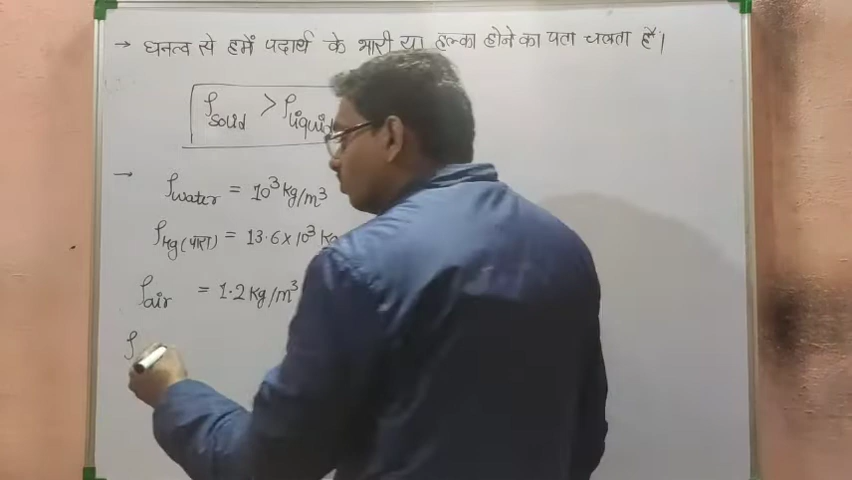 → घनत्व से हमें पदार्थ के भारी या हल्का होने का पता चलता है।
ρsolid > ρliquid
→ ρwater = 10³ Kg/m³
ρHg(पारा) = 13.6 × 10³ Kg
ρair = 1.2 Kg/m³
ρ